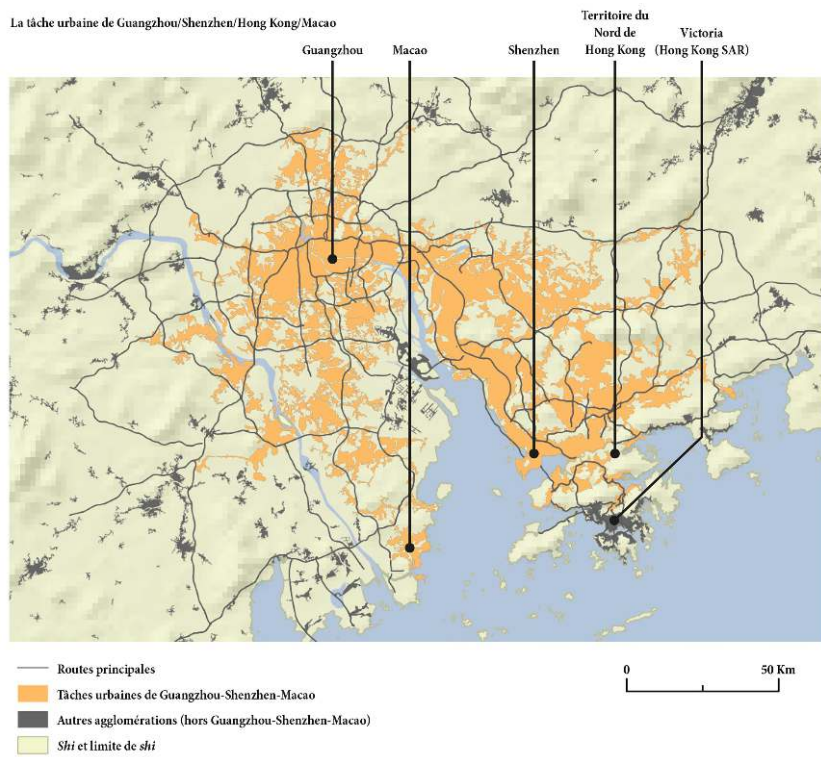 La tâche urbaine de Guangzhou/Shenzhen/Hong Kong/Macao
Guangzhou
Macao
Shenzhen
Territoire du
Nord de
Hong Kong
Victoria
(Hong Kong SAR)
Routes principales
Tâches urbaines de Guangzhou-Shenzhen-Macao
Autres agglomérations (hors Guangzhou-Shenzhen-Macao)
Shi et limite de shi
0 50 Km